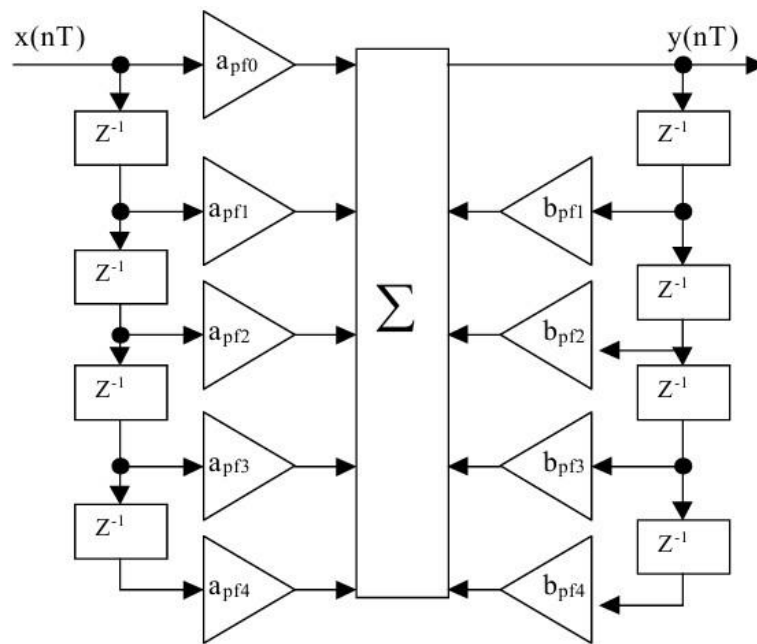 x(nT) a_pf0 y(nT)
Z⁻¹ Z⁻¹
a_pf1 b_pf1
Z⁻¹ Z⁻¹
∑
a_pf2 b_pf2
Z⁻¹ Z⁻¹
a_pf3 b_pf3
Z⁻¹ Z⁻¹
a_pf4 b_pf4